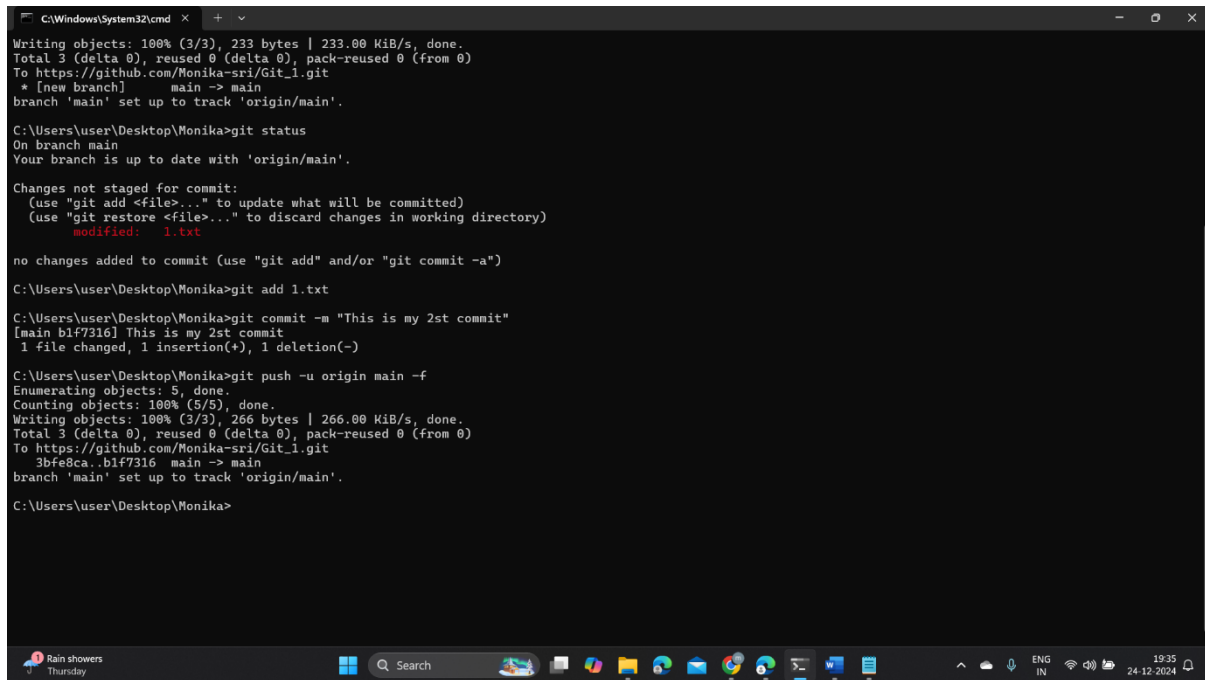 C:\Windows\System32\cmd
Writing objects: 100% (3/3), 233 bytes | 233.00 KiB/s, done.
Total 3 (delta 0), reused 0 (delta 0), pack-reused 0 (from 0)
To https://github.com/Monika-sri/Git_1.git
 * [new branch]      main -> main
branch 'main' set up to track 'origin/main'.
C:\Users\user\Desktop\Monika>git status
On branch main
Your branch is up to date with 'origin/main'.
Changes not staged for commit:
  (use "git add <file>..." to update what will be committed)
  (use "git restore <file>..." to discard changes in working directory)
        modified:   1.txt
no changes added to commit (use "git add" and/or "git commit -a")
C:\Users\user\Desktop\Monika>git add 1.txt
C:\Users\user\Desktop\Monika>git commit -m "This is my 2st commit"
[main b1f7316] This is my 2st commit
 1 file changed, 1 insertion(+), 1 deletion(-)
C:\Users\user\Desktop\Monika>git push -u origin main -f
Enumerating objects: 5, done.
Counting objects: 100% (5/5), done.
Writing objects: 100% (3/3), 266 bytes | 266.00 KiB/s, done.
Total 3 (delta 0), reused 0 (delta 0), pack-reused 0 (from 0)
To https://github.com/Monika-sri/Git_1.git
   3bfe8ca..b1f7316  main -> main
branch 'main' set up to track 'origin/main'.
C:\Users\user\Desktop\Monika>
1
Rain showers
Thursday
Search
ENG
IN
19:35
24-12-2024